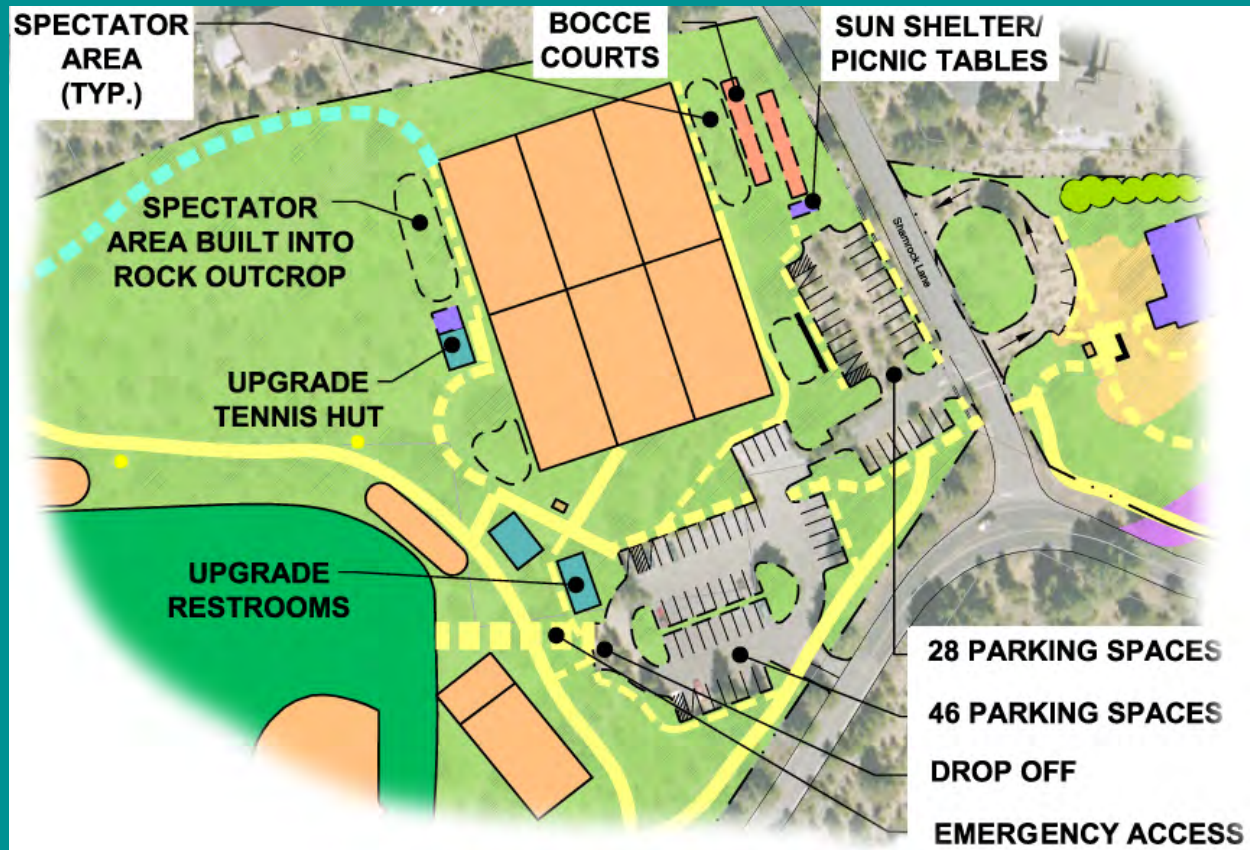 SPECTATOR
AREA
(TYP.)
BOCCE
COURTS
SUN SHELTER/
PICNIC TABLES
SPECTATOR
AREA BUILT INTO
ROCK OUTCROP
Shamrock Lane
UPGRADE
TENNIS HUT
UPGRADE
RESTROOMS
28 PARKING SPACES
46 PARKING SPACES
DROP OFF
EMERGENCY ACCESS